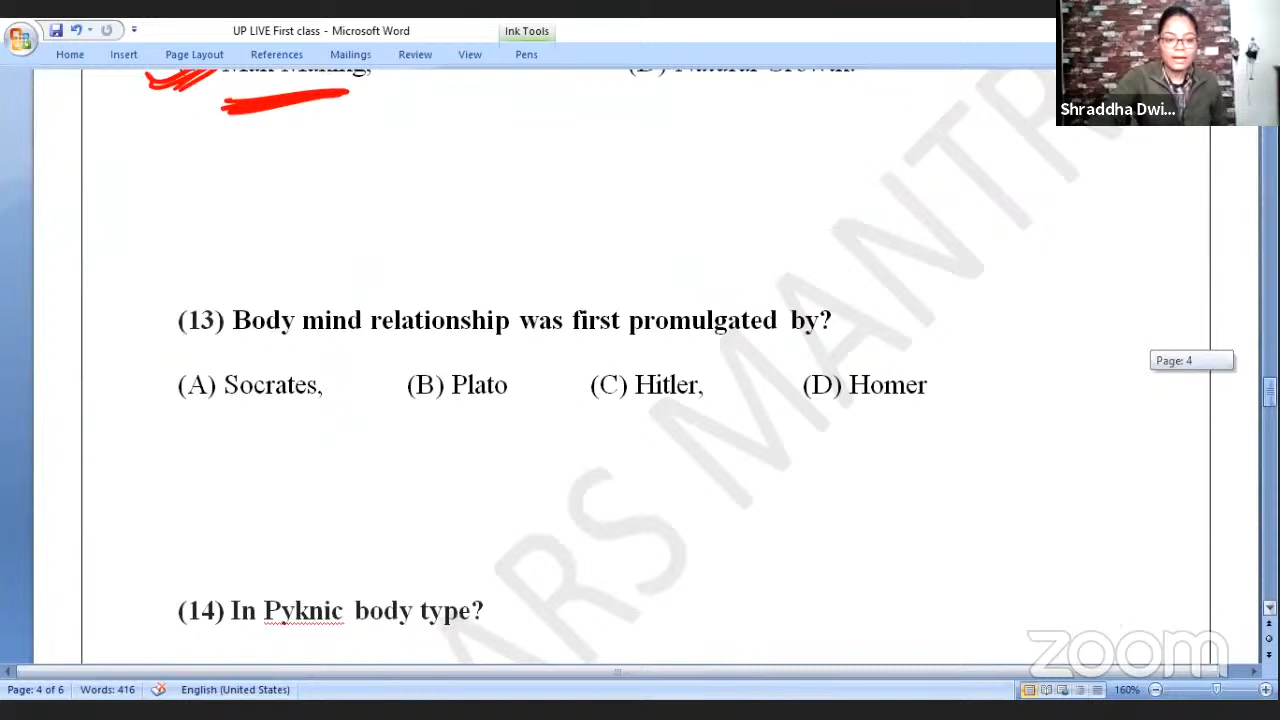 UP LIVE First class - Microsoft Word
Ink Tools
Home Insert Page Layout References Mailings Review View Pens
Shraddha Dwi...
(13) Body mind relationship was first promulgated by?
Page: 4
(A) Socrates, (B) Plato (C) Hitler, (D) Homer
(14) In Pyknic body type?
ARS MANTR
zoom
Page: 4 of 6 Words: 416 English (United States) 160%